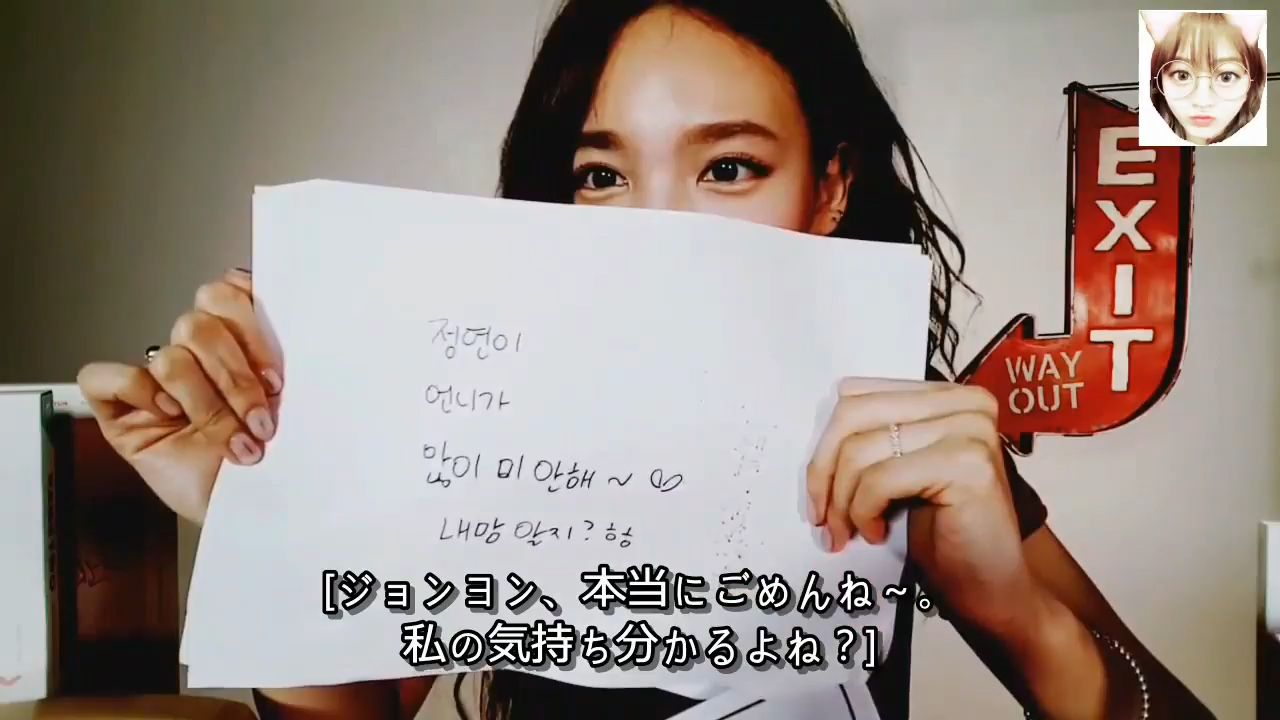 EXIT
WAY
OUT
정연이
언니가
많이 미안해 ~
내망 알지? 헝
[ジョンヨン、本当にごめんね~。
私の気持ち分かるよね？]